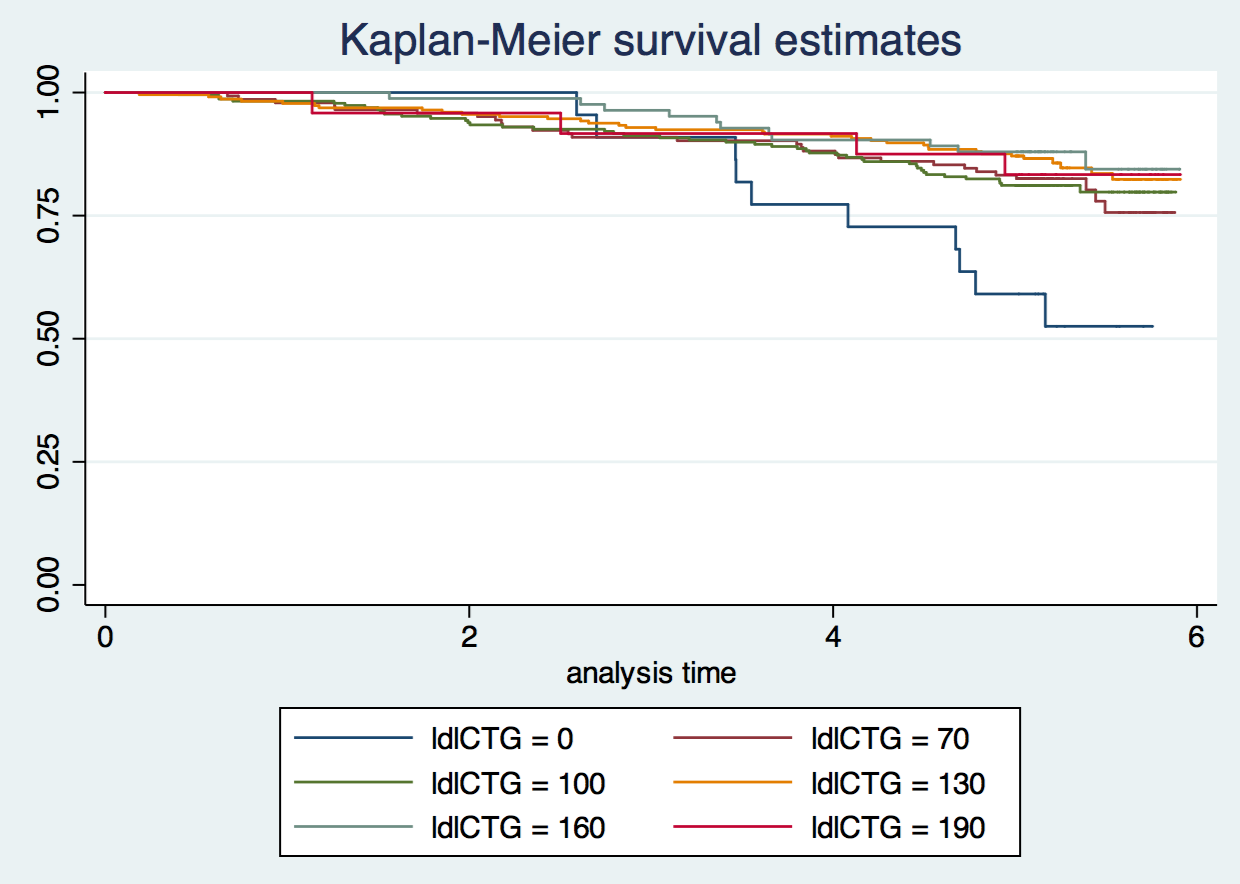 Kaplan-Meier survival estimates
1.00
0.75
0.50
0.25
0.00
0 2 4 6
analysis time
ldlCTG = 0 ldlCTG = 70
ldlCTG = 100 ldlCTG = 130
ldlCTG = 160 ldlCTG = 190